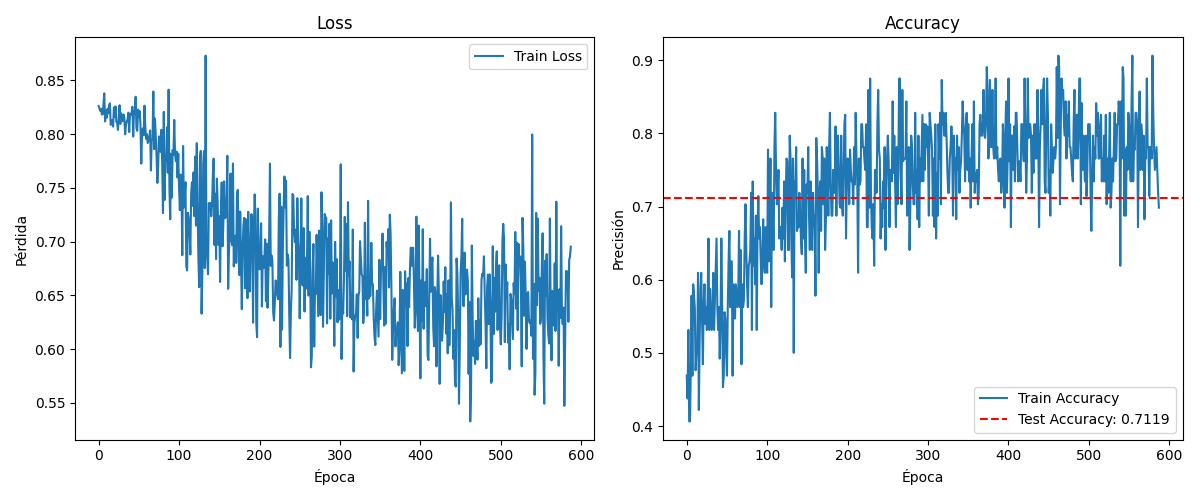 Loss
Pérdida
0.85
0.80
0.75
0.70
0.65
0.60
0.55
Train Loss
0 100 200 300 400 500 600
Época
Accuracy
Precisión
0.9
0.8
0.7
0.6
0.5
0.4
Train Accuracy
Test Accuracy: 0.7119
0 100 200 300 400 500 600
Época